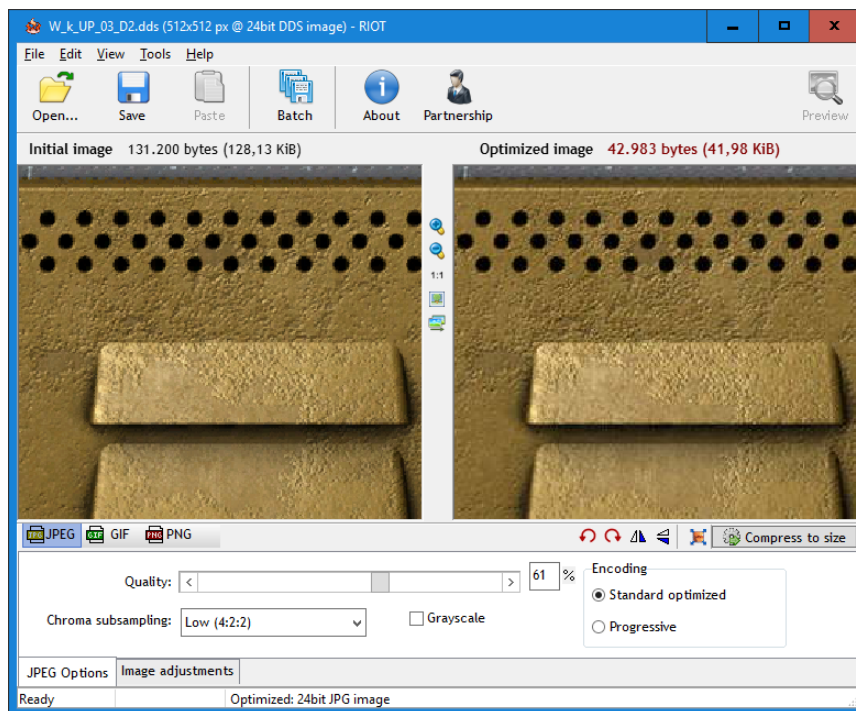 W_k_UP_03_D2.dds (512x512 px @ 24bit DDS image) - RIOT
File Edit View Tools Help
Open... Save Paste Batch About Partnership Preview
Initial image 131.200 bytes (128,13 KiB) Optimized image 42.983 bytes (41,98 KiB)
1:1
JPEG GIF PNG Compress to size
Quality: 61 % Encoding
Standard optimized
Chroma subsampling: Low (4:2:2) Grayscale
Progressive
JPEG Options Image adjustments
Ready Optimized: 24bit JPG image